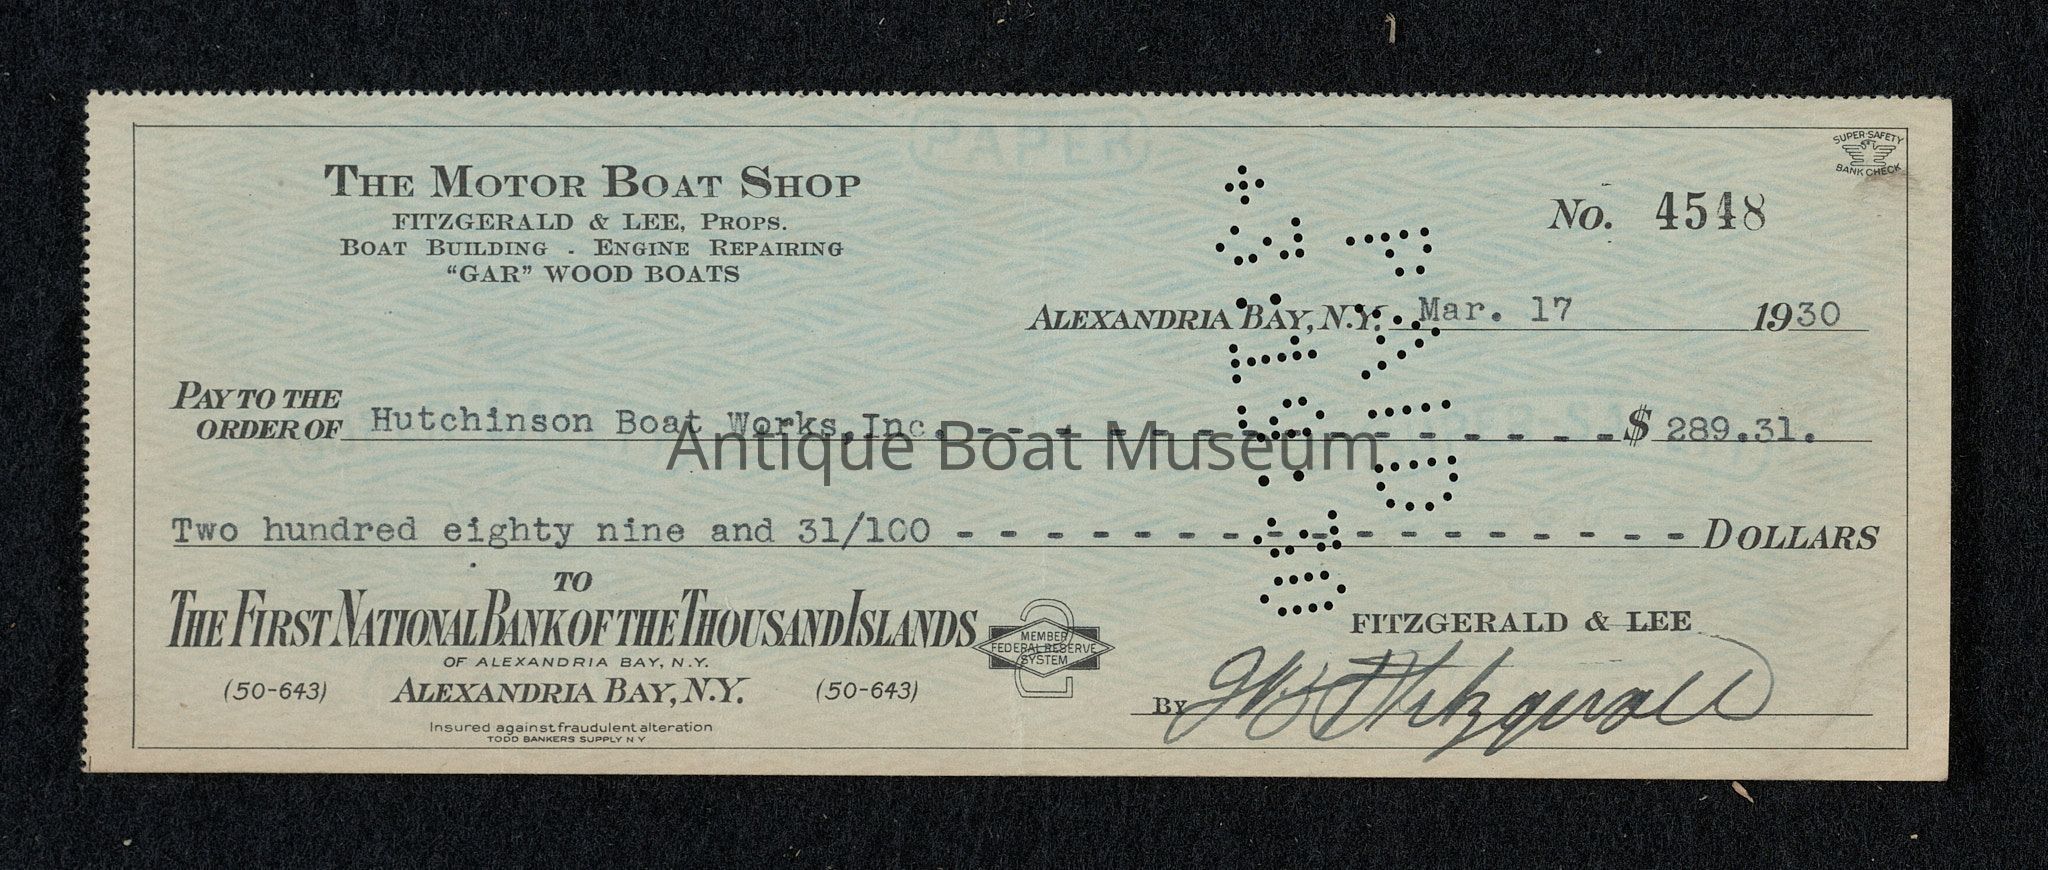 PAPER
SUPER-SAFETY
BANK CHECK
THE MOTOR BOAT SHOP
FITZGERALD & LEE, PROPS.
BOAT BUILDING - ENGINE REPAIRING
"GAR" WOOD BOATS
No. 4548
ALEXANDRIA BAY, N.Y. Mar. 17 1930
PAY TO THE
ORDER OF Hutchinson Boat Works, Inc. - - - - - - - - - - - - - - $ 289.31.
Antique Boat Museum
Two hundred eighty nine and 31/100 - - - - - - - - - - - - - - - - DOLLARS
TO
THE FIRST NATIONAL BANK OF THE THOUSAND ISLANDS
OF ALEXANDRIA BAY, N.Y.
(50-643) ALEXANDRIA BAY, N.Y. (50-643)
Insured against fraudulent alteration
TODD BANKERS SUPPLY N Y
MEMBER
FEDERAL RESERVE
SYSTEM
PAID
FITZGERALD & LEE
By Fitzgerald